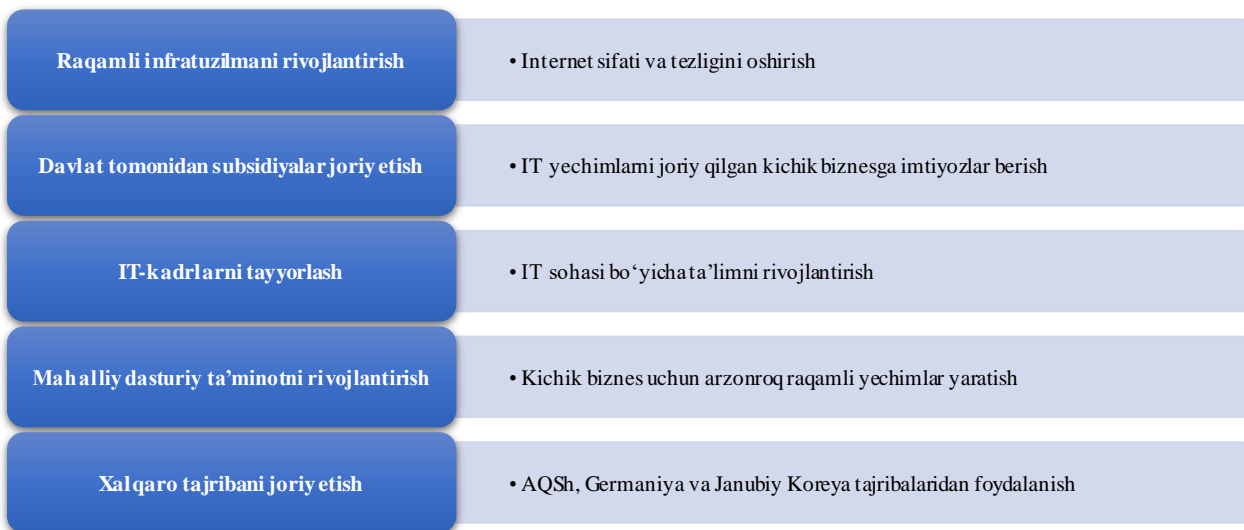 Raqamli infratuzilmani rivojlantirish
• Internet sifati va tezligini oshirish
Davlat tomonidan subsidiyalar joriy etish
• IT yechimlarni joriy qilgan kichik biznesga imtiyozlar berish
IT-kadrlarni tayyorlash
• IT sohasi bo‘yicha ta’limni rivojlantirish
Mahalliy dasturiy ta’minotni rivojlantirish
• Kichik biznes uchun arzonroq raqamli yechimlar yaratish
Xalqaro tajribani joriy etish
• AQSh, Germaniya va Janubiy Koreya tajribalaridan foydalanish